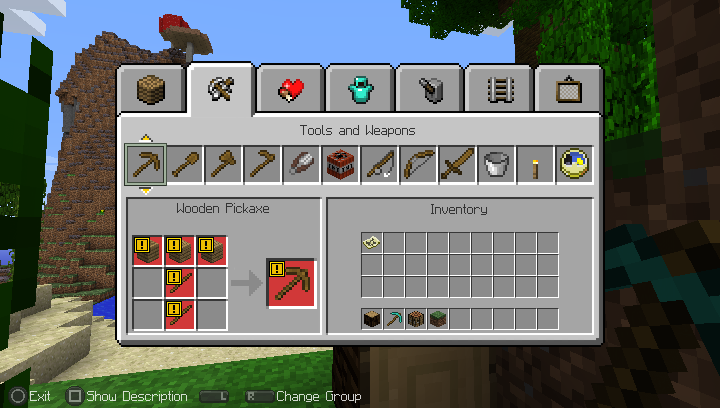 Tools and Weapons
Wooden Pickaxe
Inventory
Exit
Show Description
L
R
Change Group